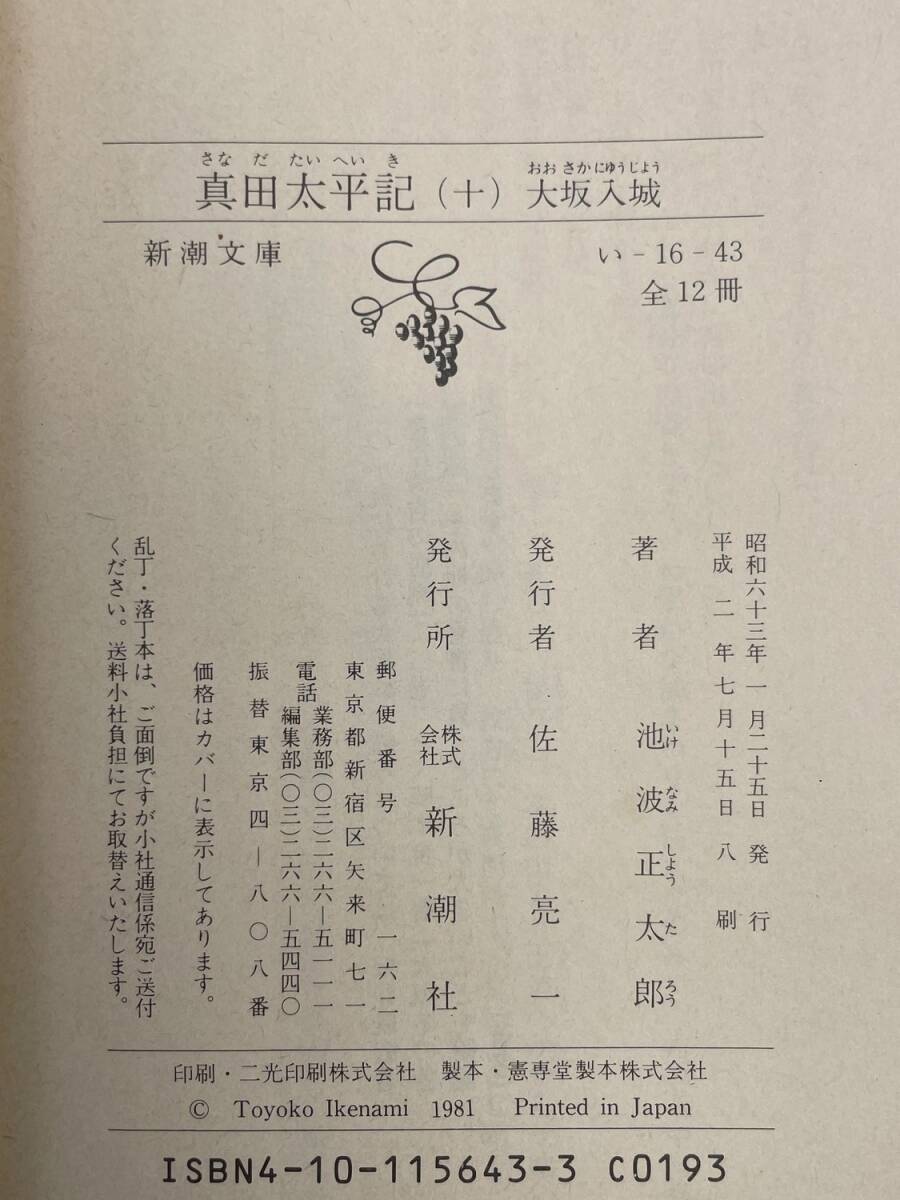 さなだたいへいき おおさかにゆうじよう
真田太平記(十) 大坂入城
新潮文庫
い-16-43
全12冊
昭和六十三年一月二十五日発行
平成二年七月十五日八刷
著者 池波正太郎
いけなみしようたろう
発行者 佐藤亮一
発行所 株式会社 新潮社
郵便番号 一六二
東京都新宿区矢来町七一
電話 業務部(〇三)二六六―五一一一
編集部(〇三)二六六―五四四〇
振替東京四―八〇八番
価格はカバーに表示してあります。
乱丁・落丁本は、ご面倒ですが小社通信係宛ご送付
ください。送料小社負担にてお取替えいたします。
印刷・二光印刷株式会社 製本・憲専堂製本株式会社
© Toyoko Ikenami 1981 Printed in Japan
ISBN4-10-115643-3 C0193